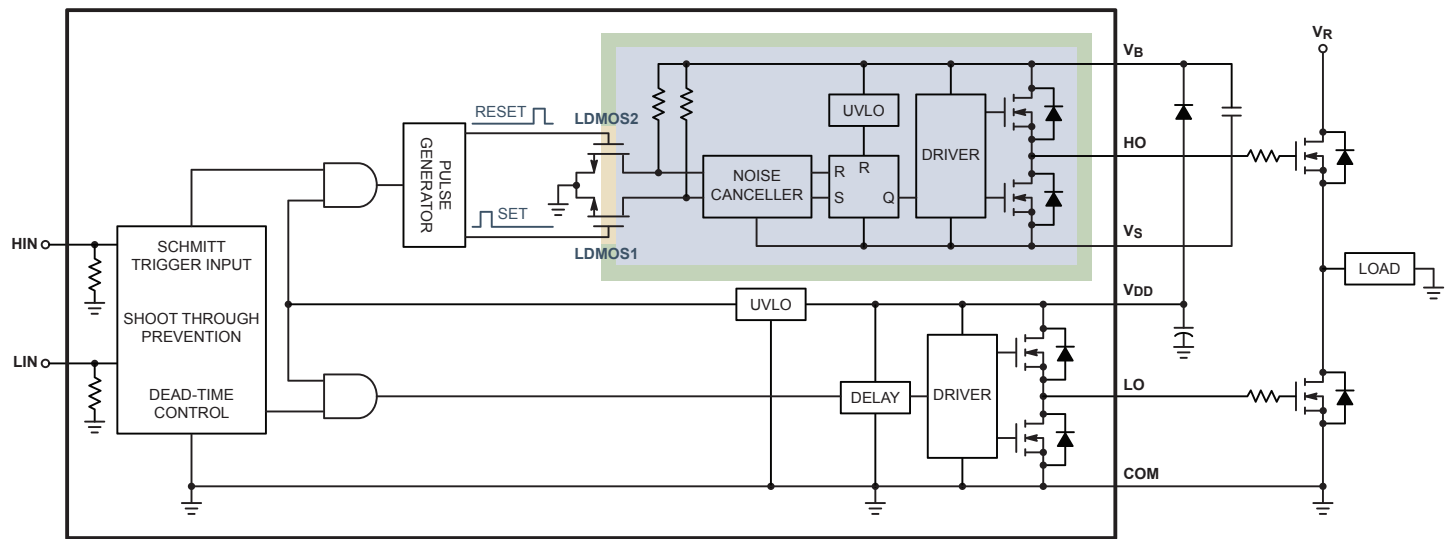 VR
VB
RESET
LDMOS2
UVLO
PULSE
GENERATOR
DRIVER
HO
NOISE
CANCELLER
R
R
S
Q
SET
LDMOS1
VS
HIN
SCHMITT
TRIGGER INPUT
LOAD
VDD
UVLO
SHOOT THROUGH
PREVENTION
LIN
DEAD-TIME
CONTROL
DELAY
DRIVER
LO
COM